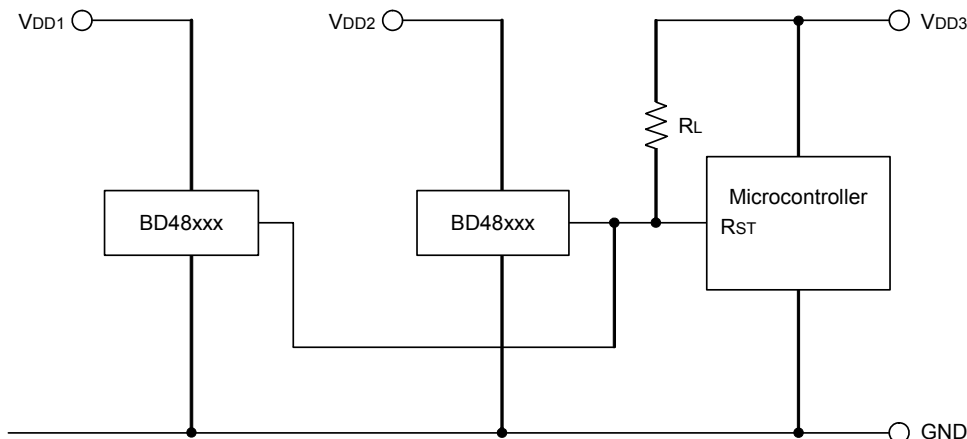 VDD1
VDD2
VDD3
RL
BD48xxx
BD48xxx
Microcontroller
RST
GND